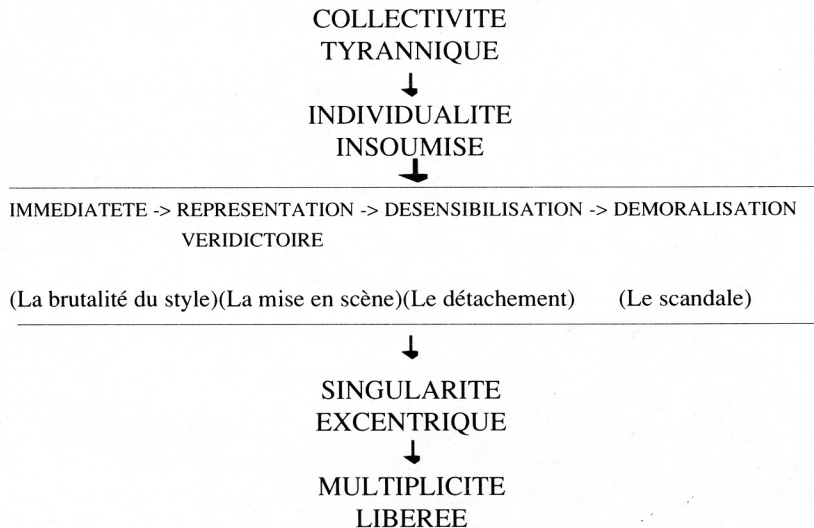 COLLECTIVITE
TYRANNIQUE
INDIVIDUALITE
INSOUMISE
IMMEDIATETE -> REPRESENTATION -> DESENSIBILISATION -> DEMORALISATION
VERIDICTOIRE
(La brutalité du style)(La mise en scène)(Le détachement) (Le scandale)
SINGULARITE
EXCENTRIQUE
MULTIPLICITE
LIBEREE